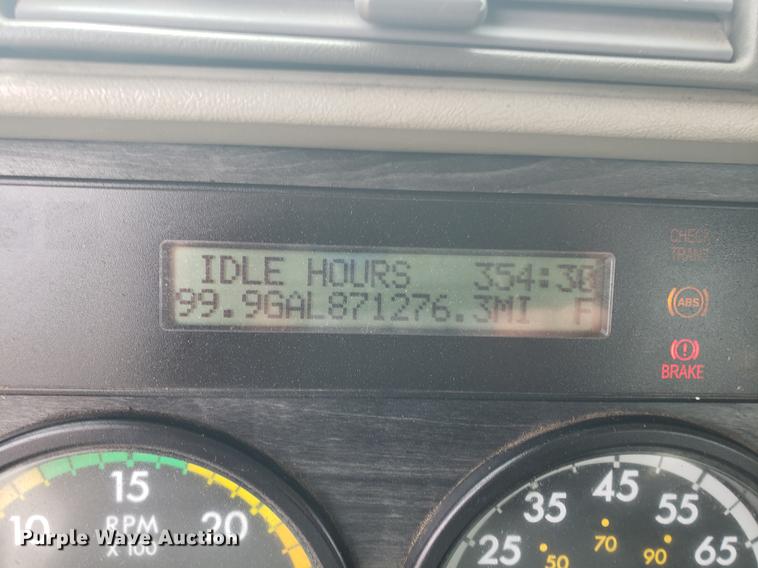 IDLE HOURS 354:30
99.9GAL871276.3MI F
CHECK
TRANS
ABS
BRAKE
10 15 20
RPM
X 100
25 35 45 55 65
50 70 90
Purple Wave Auction